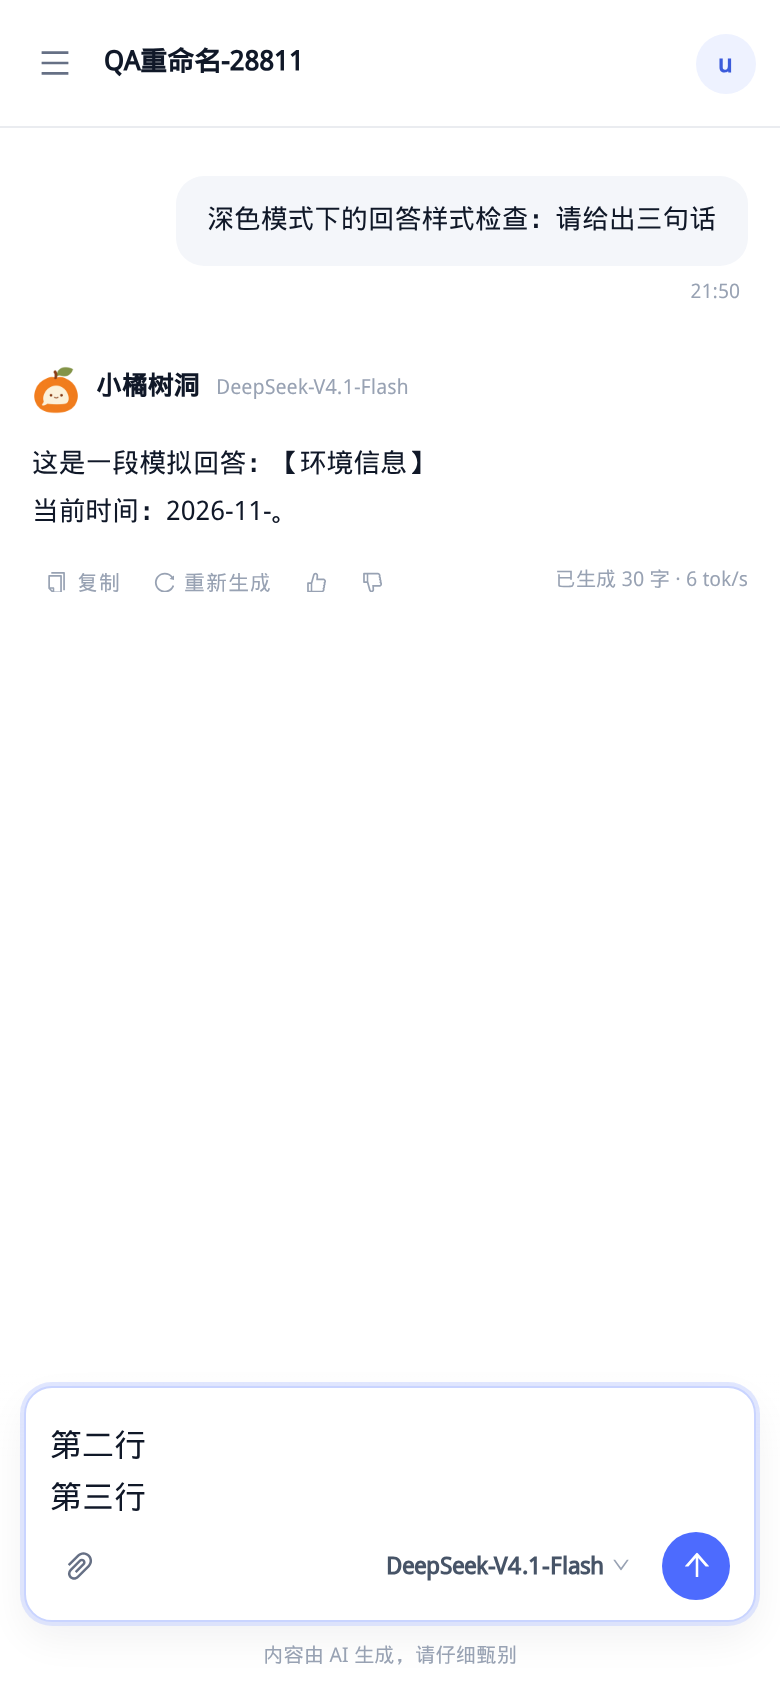 QA重命名-28811
u
深色模式下的回答样式检查：请给出三句话
21:50
小橘树洞 DeepSeek-V4.1-Flash
这是一段模拟回答：【环境信息】
当前时间：2026-11-。
复制 重新生成 已生成 30 字 · 6 tok/s
第二行
第三行
DeepSeek-V4.1-Flash
内容由 AI 生成，请仔细甄别